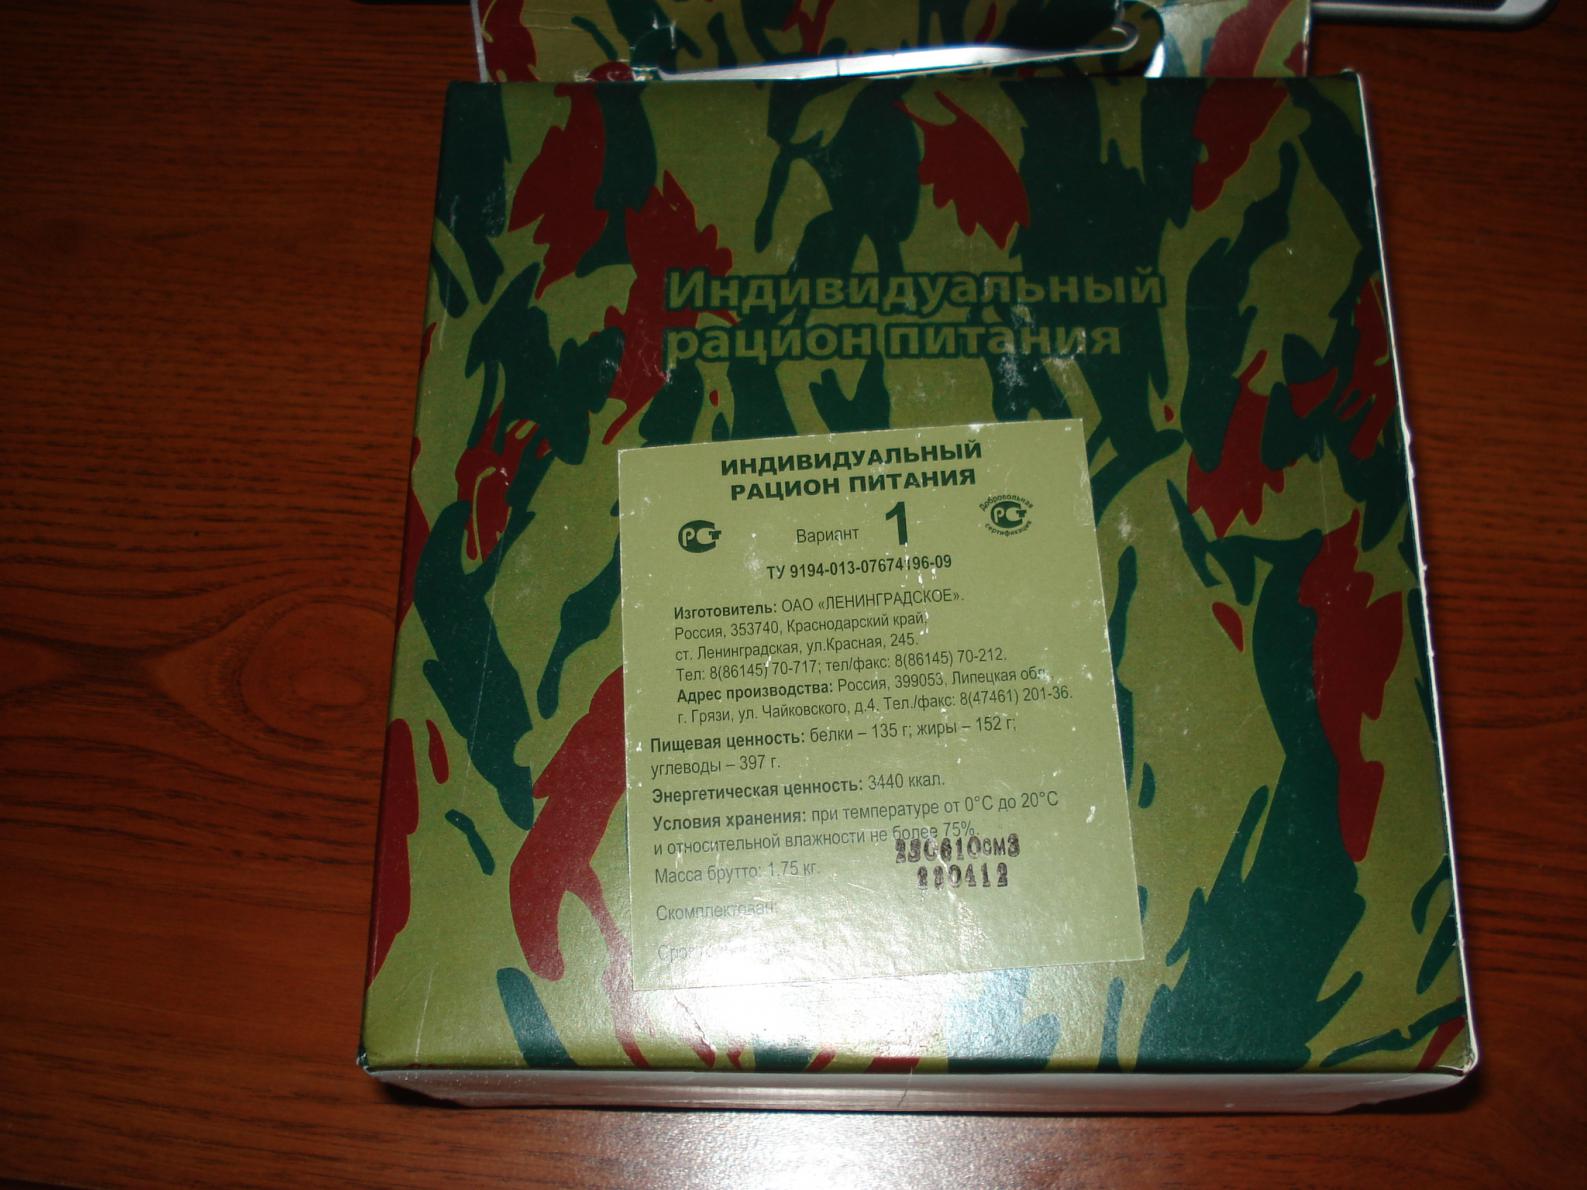 Индивидуальный
рацион питания
ИНДИВИДУАЛЬНЫЙ
РАЦИОН ПИТАНИЯ
Вариант 1
Добровольная
сертификация
ТУ 9194-013-07674196-09
Изготовитель: ОАО «ЛЕНИНГРАДСКОЕ».
Россия, 353740, Краснодарский край,
ст. Ленинградская, ул.Красная, 245.
Тел: 8(86145) 70-717; тел/факс: 8(86145) 70-212.
Адрес производства: Россия, 399053, Липецкая обл.
г. Грязи, ул. Чайковского, д.4. Тел./факс: 8(47461) 201-36.
Пищевая ценность: белки – 135 г; жиры – 152 г;
углеводы – 397 г.
Энергетическая ценность: 3440 ккал.
Условия хранения: при температуре от 0°С до 20°С
и относительной влажности не более 75%.
Масса брутто: 1,75 кг.
Скомплектован: